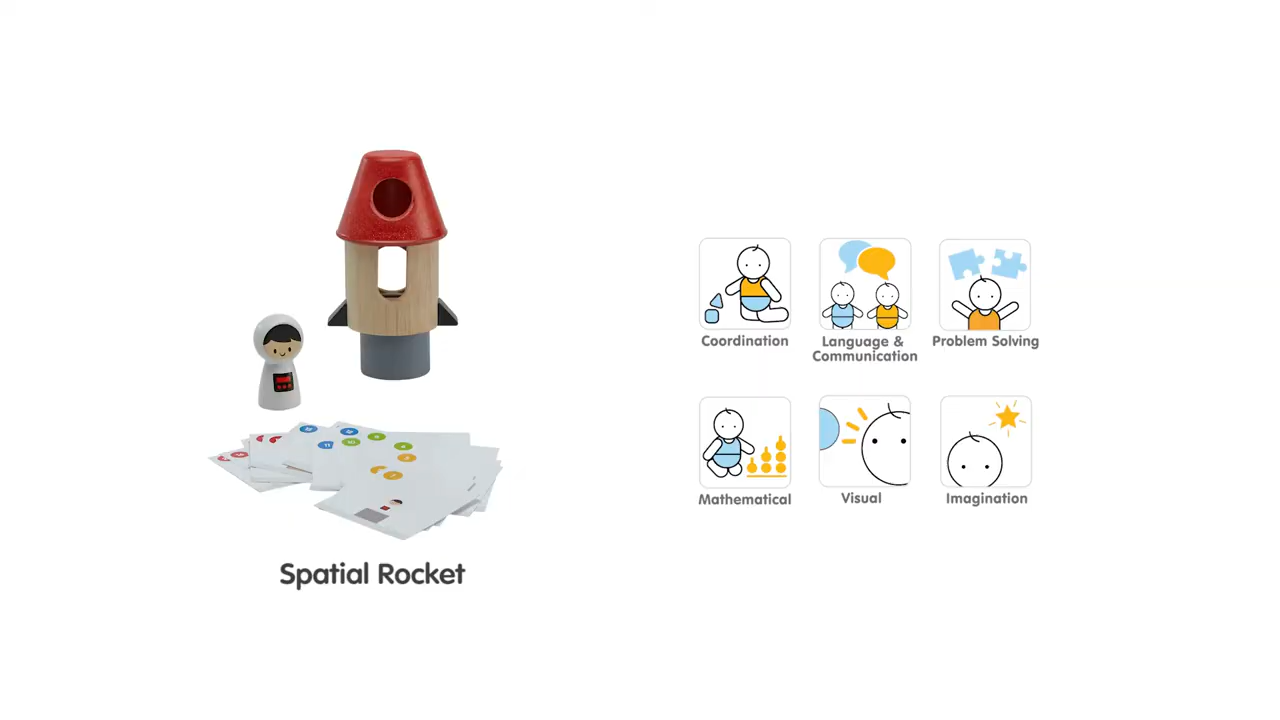 Coordination
Language &
Communication
Problem Solving
Mathematical
Visual
Imagination
Spatial Rocket